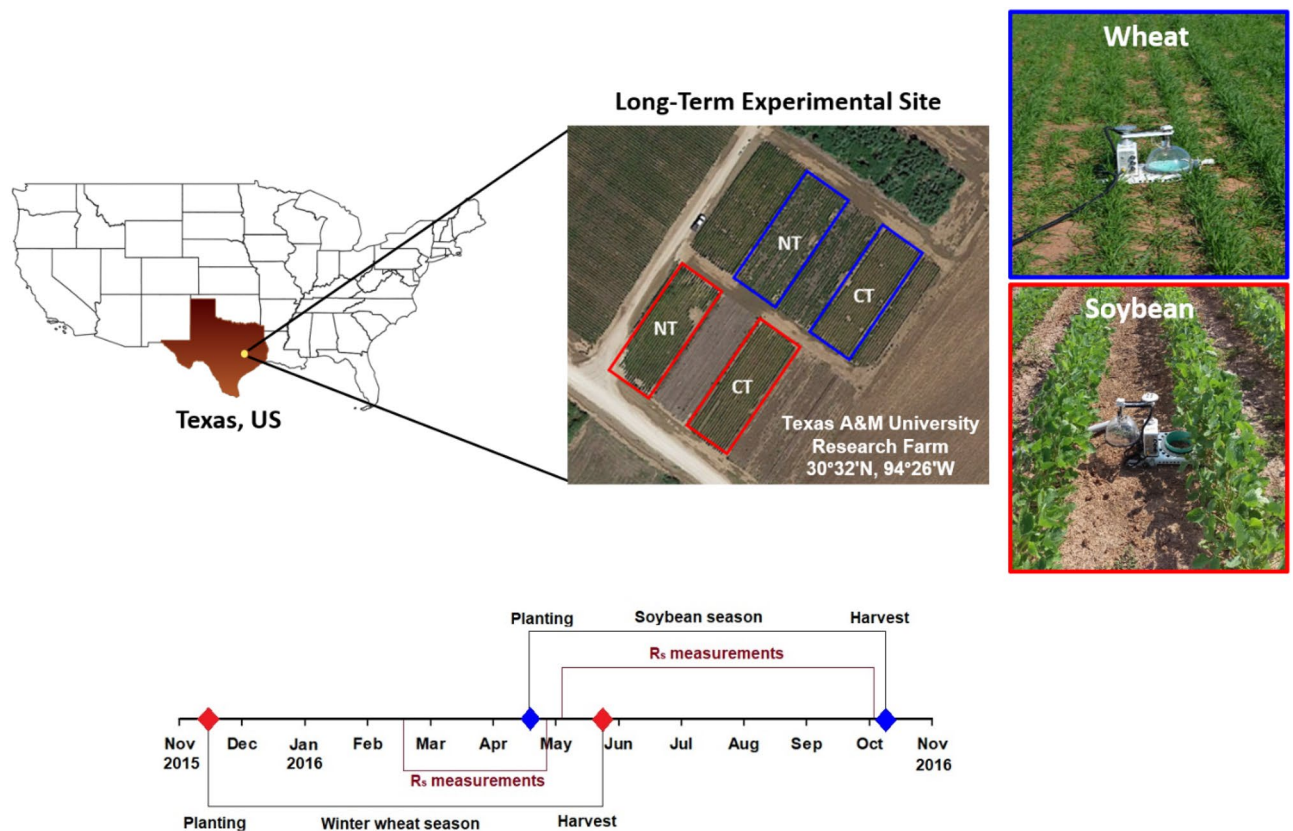 Wheat
Long-Term Experimental Site
NT
CT
NT
CT
Texas A&M University
Research Farm
30°32'N, 94°26'W
Texas, US
Soybean
Planting
Soybean season
Harvest
Rs measurements
Nov
2015
Dec
Jan
2016
Feb
Mar
Apr
May
Jun
Jul
Aug
Sep
Oct
Nov
2016
Rs measurements
Planting
Winter wheat season
Harvest